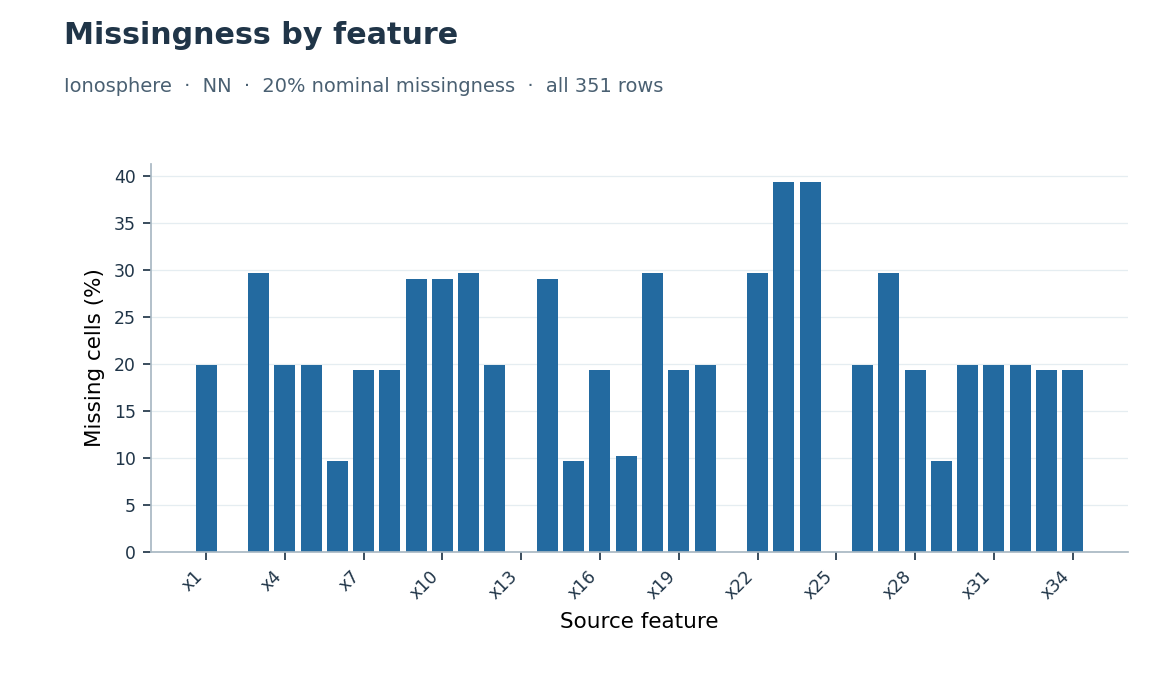 Missingness by feature
Ionosphere · NN · 20% nominal missingness · all 351 rows
40
35
30
25
20
15
10
5
0
Missing cells (%)
x1 x4 x7 x10 x13 x16 x19 x22 x25 x28 x31 x34
Source feature